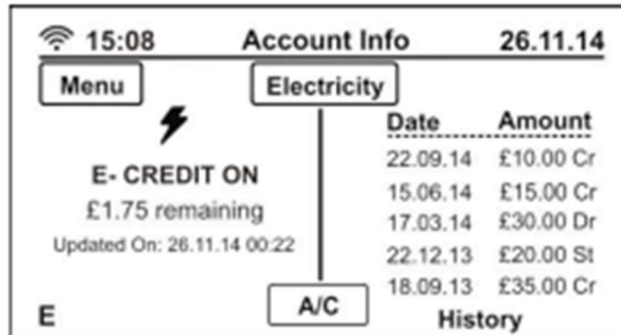 15:08 Account Info 26.11.14
Menu Electricity
Date Amount
22.09.14 £10.00 Cr
E- CREDIT ON
15.06.14 £15.00 Cr
£1.75 remaining
17.03.14 £30.00 Dr
Updated On: 26.11.14 00:22
22.12.13 £20.00 St
18.09.13 £35.00 Cr
E A/C History